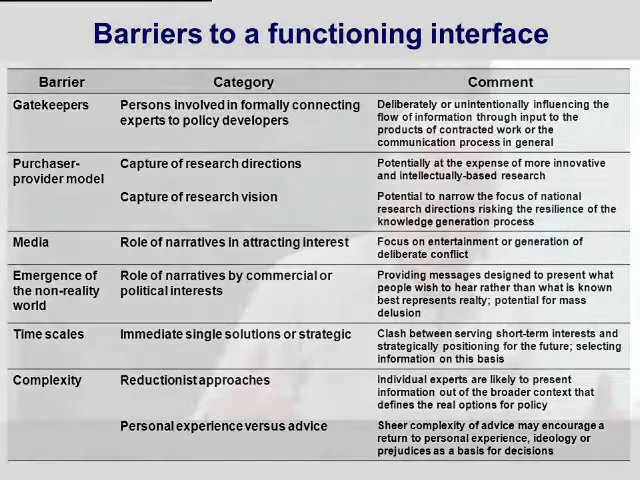 Barriers to a functioning interface
Barrier Category Comment
Gatekeepers Persons involved in formally connecting experts to policy developers
Deliberately or unintentionally influencing the
flow of information through input to the
products of contracted work or the
communication process in general
Purchaser-
provider model
Capture of research directions
Potentially at the expense of more innovative
and intellectually-based research
Capture of research vision
Potential to narrow the focus of national
research directions risking the resilience of the
knowledge generation process
Media
Role of narratives in attracting interest
Focus on entertainment or generation of
deliberate conflict
Emergence of
the non-reality
world
Role of narratives by commercial or
political interests
Providing messages designed to present what
people wish to hear rather than what is known
best represents realty; potential for mass
delusion
Time scales
Immediate single solutions or strategic
Clash between serving short-term interests and
strategically positioning for the future; selecting
information on this basis
Complexity
Reductionist approaches
Individual experts are likely to present
information out of the broader context that
defines the real options for policy
Personal experience versus advice
Sheer complexity of advice may encourage a
return to personal experience, ideology or
prejudices as a basis for decisions